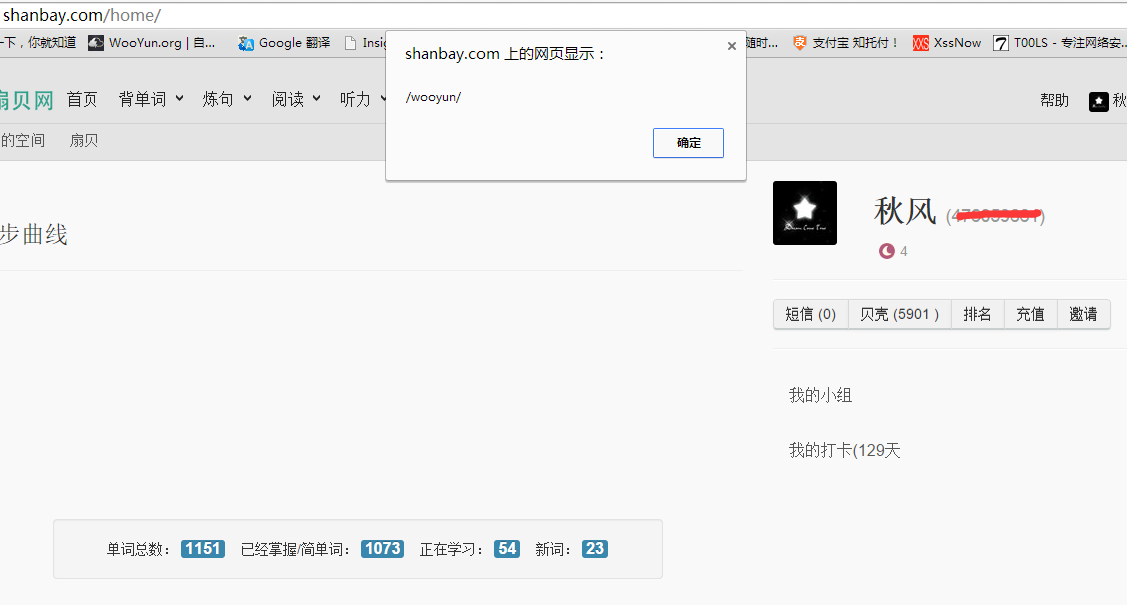 shanbay.com/home/
一下，你就知道 WooYun.org | 自... Google 翻译 Insig 随时... 支付宝 知托付！ XssNow T00LS - 专注网络安...
shanbay.com 上的网页显示：
/wooyun/
确定
扇贝网 首页 背单词 炼句 阅读 听力 帮助 秋
的空间 扇贝
步曲线
秋风
4
短信 (0) 贝壳 (5901 ) 排名 充值 邀请
我的小组
我的打卡(129天
单词总数： 1151 已经掌握/简单词： 1073 正在学习： 54 新词： 23